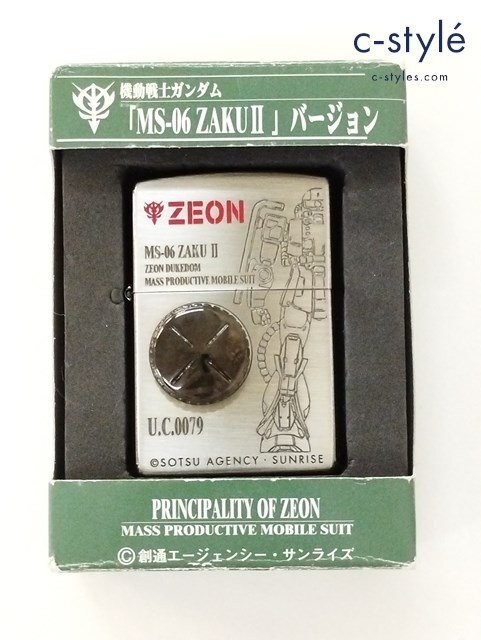 c-stylé
c-styles.com
機動戦士ガンダム
「MS-06 ZAKUⅡ」バージョン
ZEON
MS-06 ZAKU II
ZEON DUKEDOM
MASS PRODUCTIVE MOBILE SUIT
U.C.0079
©SOTSU AGENCY・SUNRISE
PRINCIPALITY OF ZEON
MASS PRODUCTIVE MOBILE SUIT
©創通エージェンシー・サンライズ